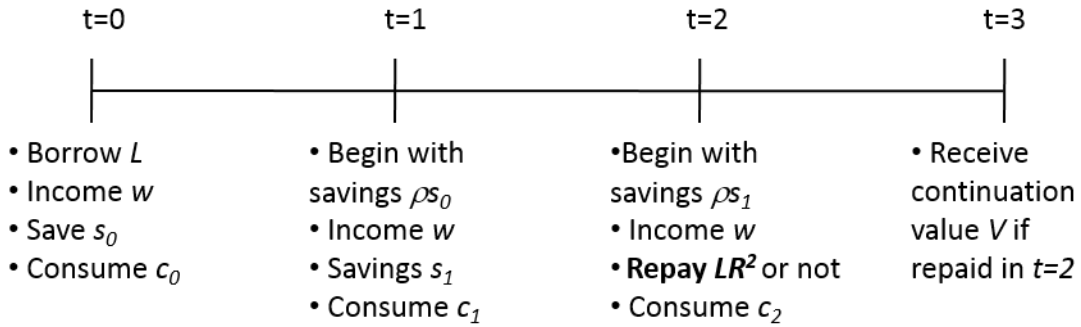 t=0 t=1 t=2 t=3
• Borrow L
• Income w
• Save s₀
• Consume c₀
• Begin with
savings ρs₀
• Income w
• Savings s₁
• Consume c₁
•Begin with
savings ρs₁
• Income w
• Repay LR² or not
• Consume c₂
• Receive
continuation
value V if
repaid in t=2